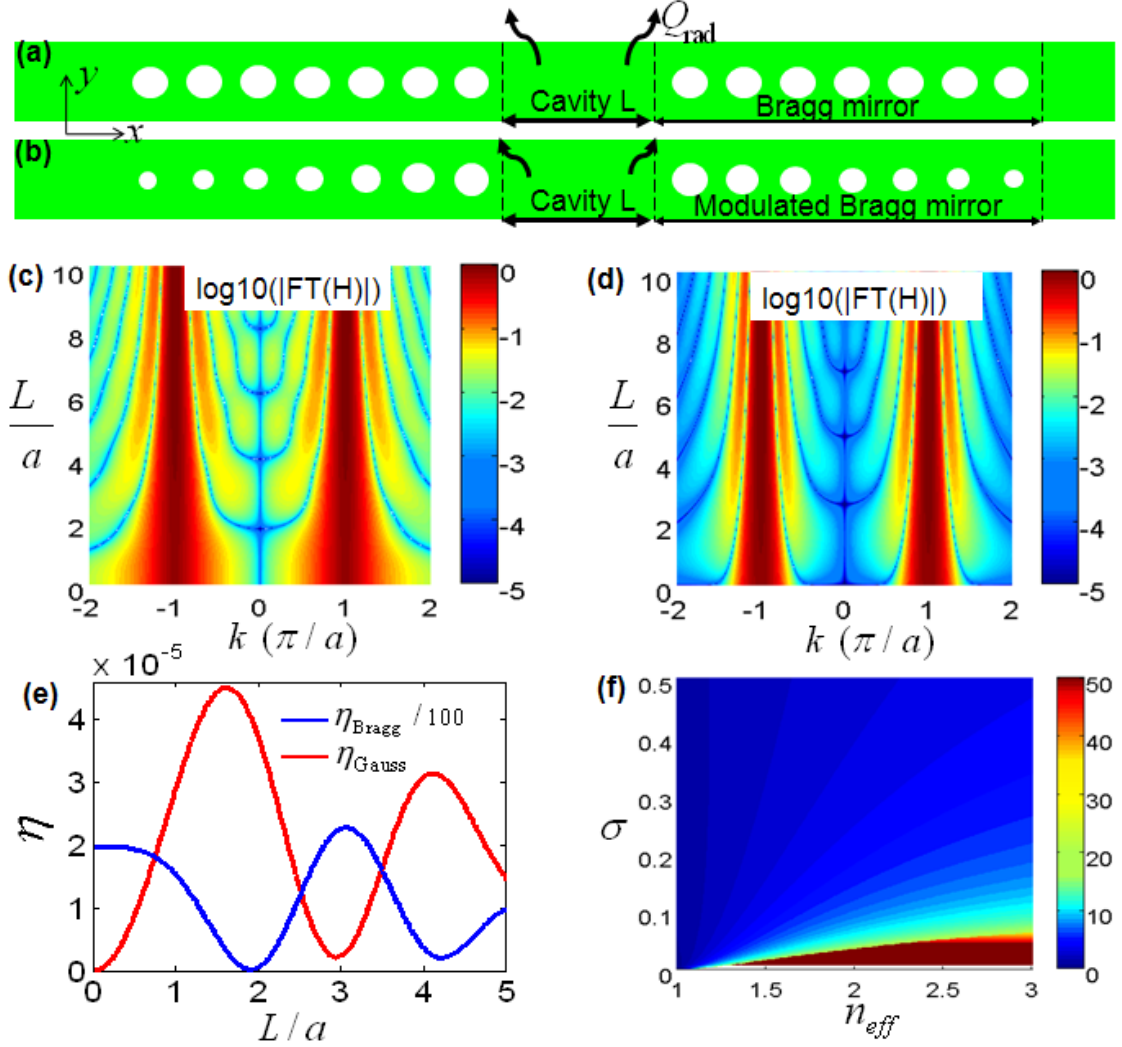 (a)
y
x
Q_rad
Cavity L
Bragg mirror
(b)
Cavity L
Modulated Bragg mirror
(c)
log10(|FT(H)|)
L/a
10
8
6
4
2
0
-2 -1 0 1 2
k (π/a)
0
-1
-2
-3
-4
-5
(d)
log10(|FT(H)|)
L/a
10
8
6
4
2
0
-2 -1 0 1 2
k (π/a)
0
-1
-2
-3
-4
-5
(e)
× 10^-5
η
4
3
2
1
0
0 1 2 3 4 5
L/a
η_Bragg / 100
η_Gauss
(f)
σ
0.5
0.4
0.3
0.2
0.1
0
1 1.5 2 2.5 3
n_eff
50
40
30
20
10
0